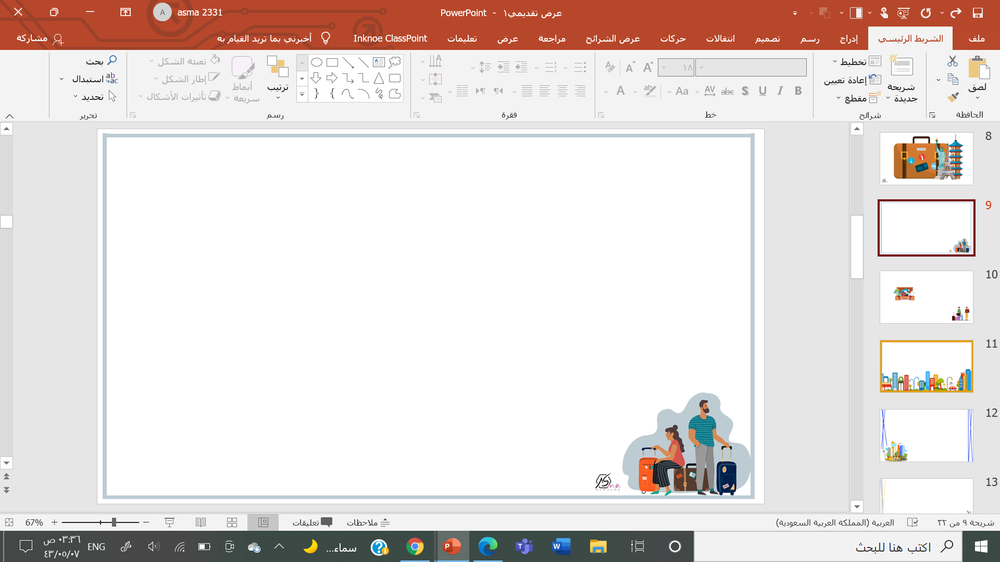 عرض تقديمي١ - PowerPoint
asma 2331
A
ملف
الشريط الرئيسي
إدراج
رسم
تصميم
انتقالات
حركات
عرض الشرائح
مراجعة
عرض
تعليمات
Inknoe ClassPoint
أخبرني بما تريد القيام به
مشاركة
لصق
الحافظة
شريحة جديدة
تخطيط
إعادة تعيين
مقطع
شرائح
١٨
خط
فقرة
ترتيب
أنماط سريعة
تعبئة الشكل
إطار الشكل
تأثيرات الأشكال
رسم
بحث
استبدال
تحديد
تحرير
8
9
10
11
12
13
شريحة ٩ من ٢٢
العربية (المملكة العربية السعودية)
ملاحظات
تعليقات
67%
اكتب هنا للبحث
سماء...
ENG
٠٣:٣٦ ص
٤٣/٠٥/٠٧